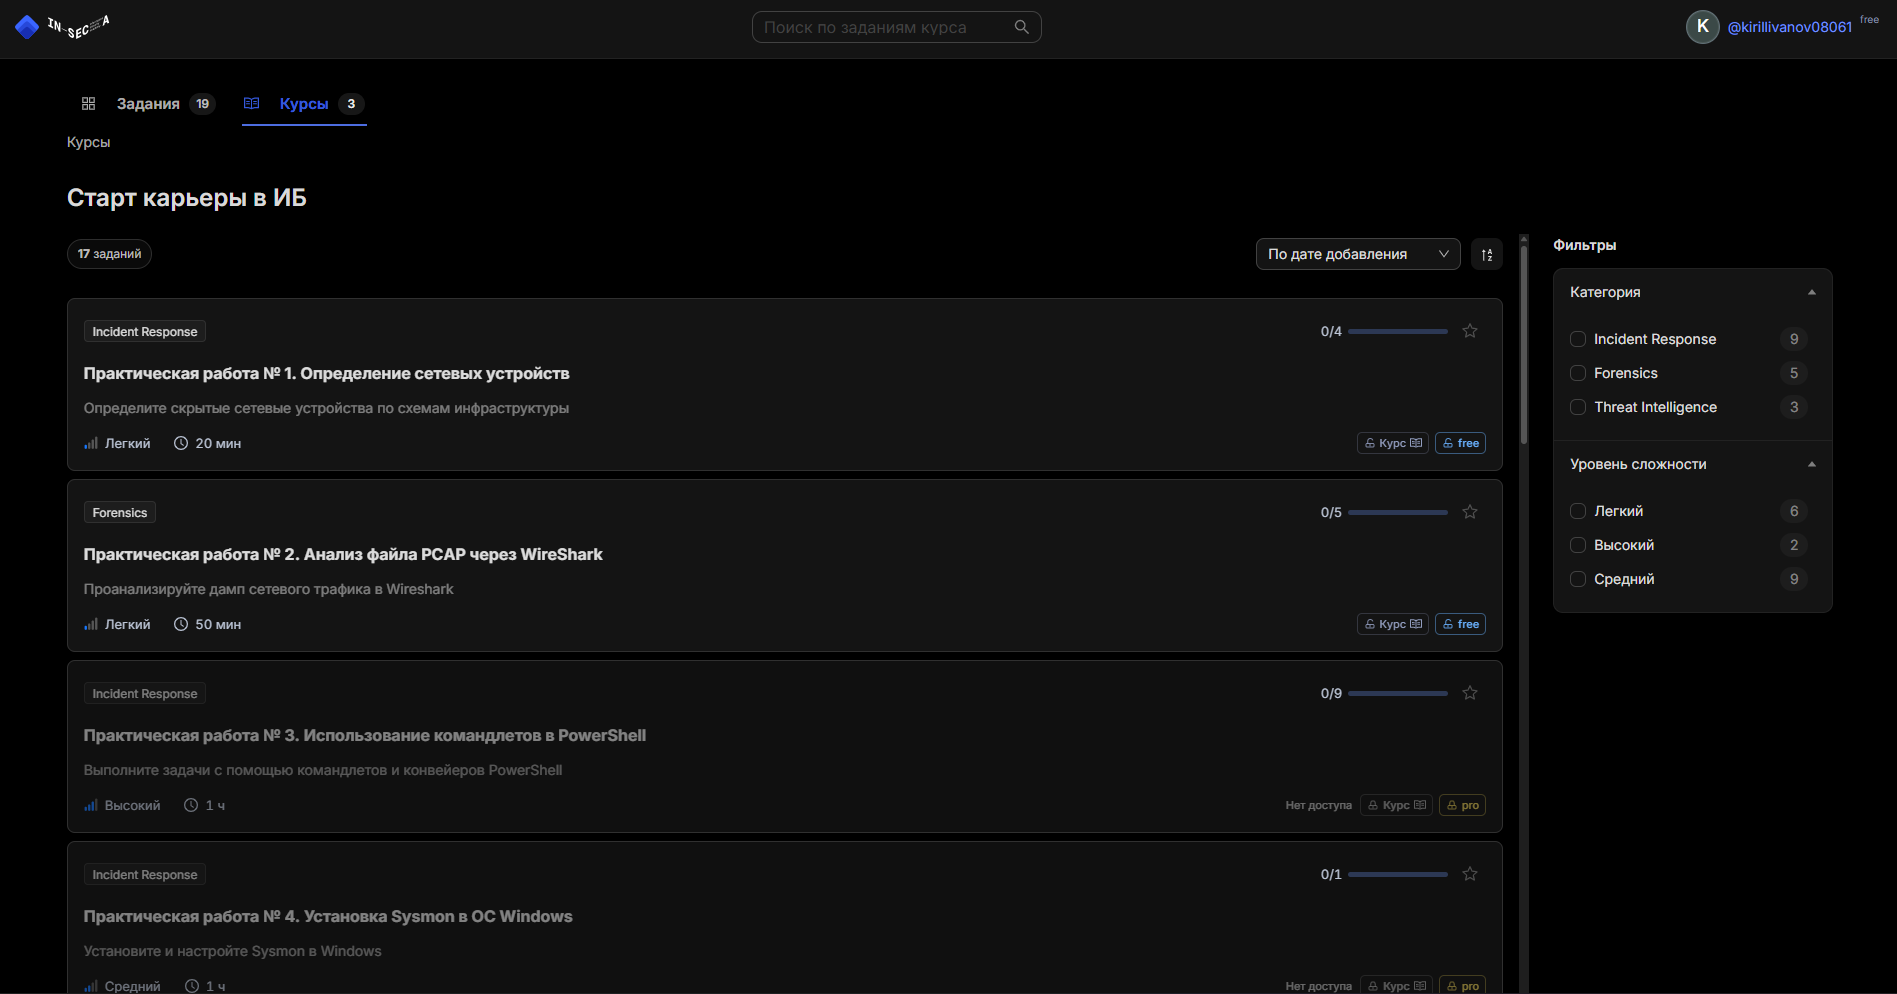 IN-SECA
Поиск по заданиям курса
K
@kirillivanov08061
free
Задания 19
Курсы 3
Курсы
Старт карьеры в ИБ
17 заданий
По дате добавления
Incident Response
0/4
Практическая работа № 1. Определение сетевых устройств
Определите скрытые сетевые устройства по схемам инфраструктуры
Легкий 20 мин
Курс free
Forensics
0/5
Практическая работа № 2. Анализ файла PCAP через WireShark
Проанализируйте дамп сетевого трафика в Wireshark
Легкий 50 мин
Курс free
Incident Response
0/9
Практическая работа № 3. Использование командлетов в PowerShell
Выполните задачи с помощью командлетов и конвейеров PowerShell
Высокий 1 ч
Нет доступа Курс pro
Incident Response
0/1
Практическая работа № 4. Установка Sysmon в ОС Windows
Установите и настройте Sysmon в Windows
Средний 1 ч
Нет доступа Курс pro
Фильтры
Категория
Incident Response 9
Forensics 5
Threat Intelligence 3
Уровень сложности
Легкий 6
Высокий 2
Средний 9